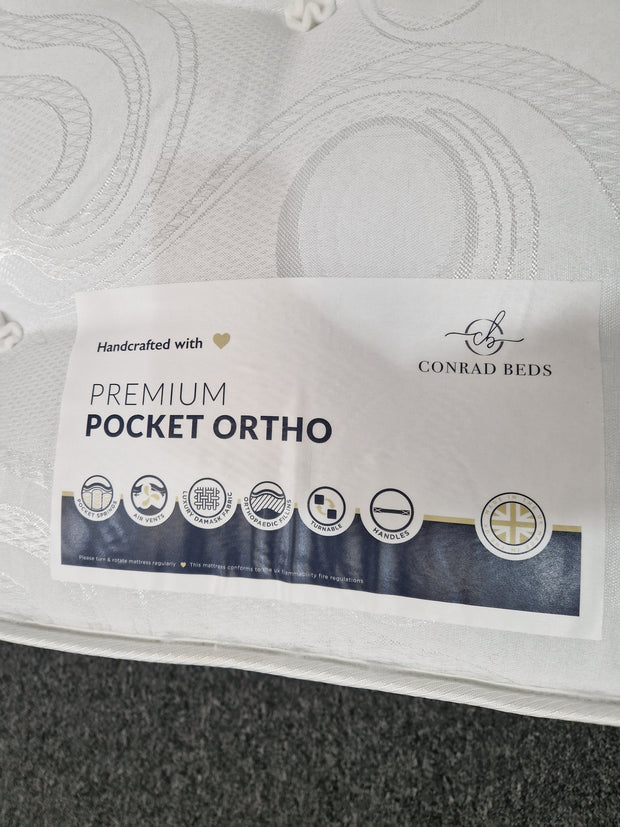 Handcrafted with
cb
CONRAD BEDS
PREMIUM
POCKET ORTHO
POCKET SPRINGS
AIR VENTS
LUXURY DAMASK FABRIC
ORTHOPAEDIC FILLING
TURNABLE
HANDLES
Please turn & rotate mattress regularly
This mattress conforms to the uk flammability fire regulations